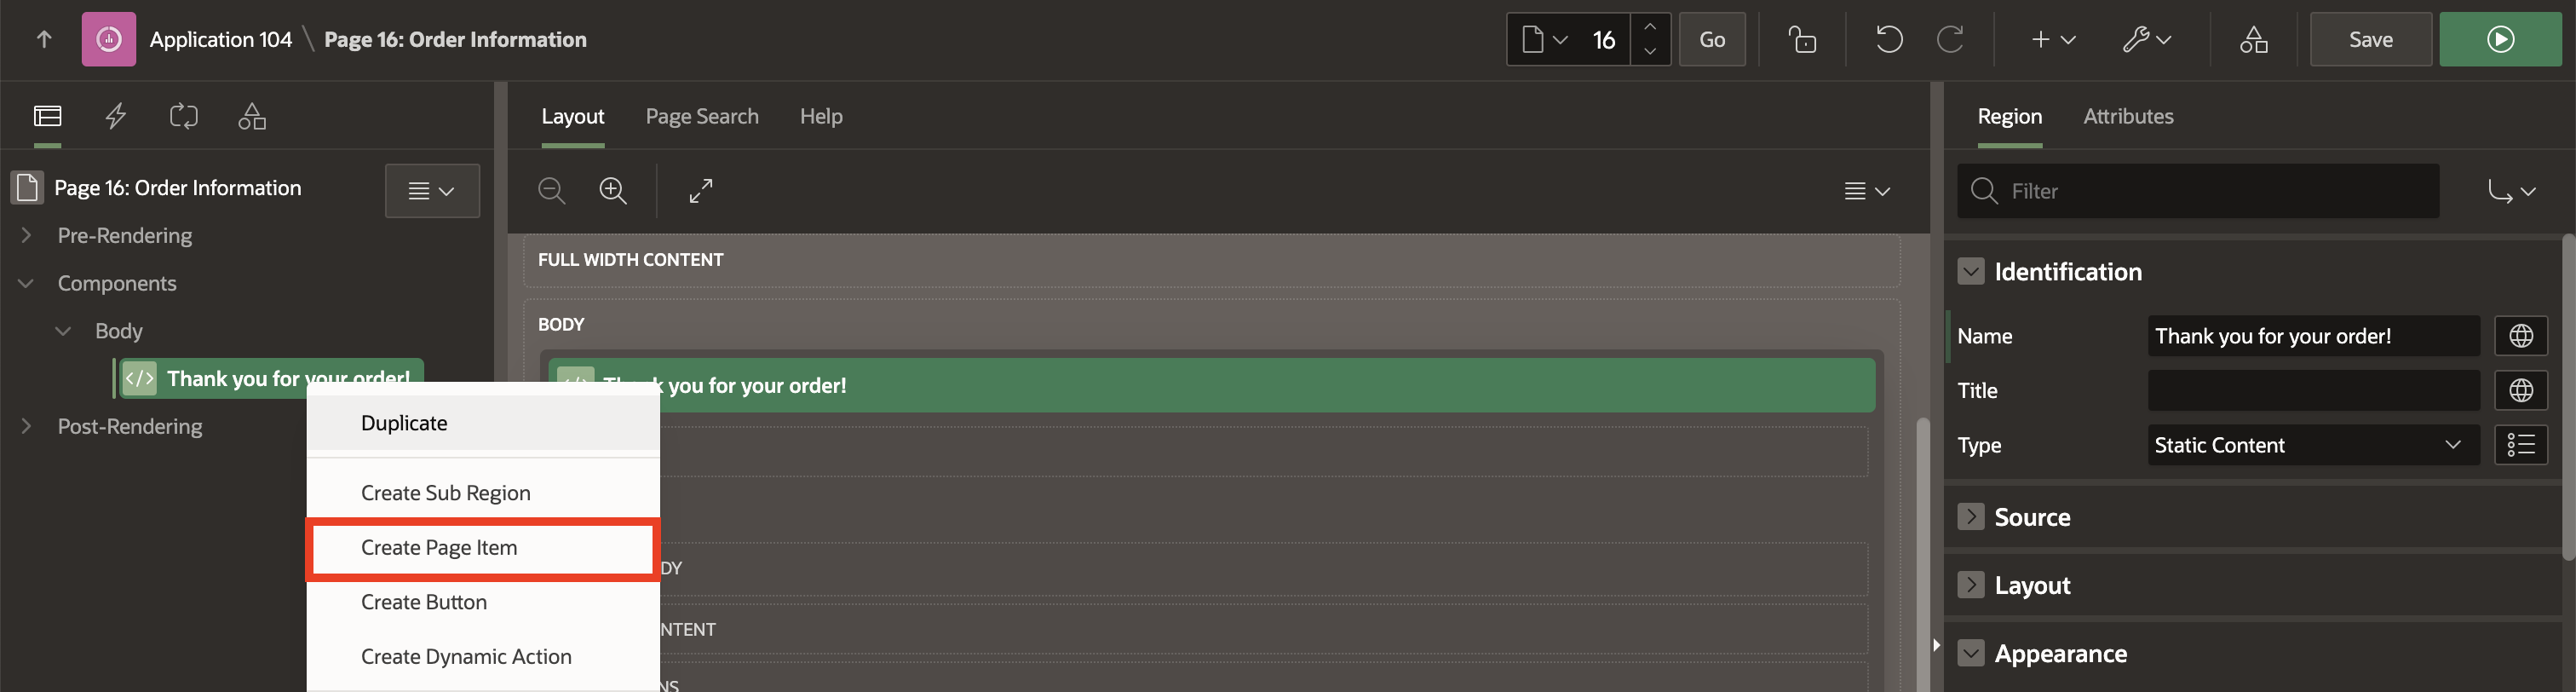 Application 104 \ Page 16: Order Information
16
Go
Save
Layout
Page Search
Help
Region
Attributes
Page 16: Order Information
Filter
Pre-Rendering
Components
Body
Thank you for your order!
Post-Rendering
Duplicate
Create Sub Region
Create Page Item
Create Button
Create Dynamic Action
FULL WIDTH CONTENT
BODY
Thank you for your order!
DY
NTENT
NS
Identification
Name
Thank you for your order!
Title
Type
Static Content
Source
Layout
Appearance